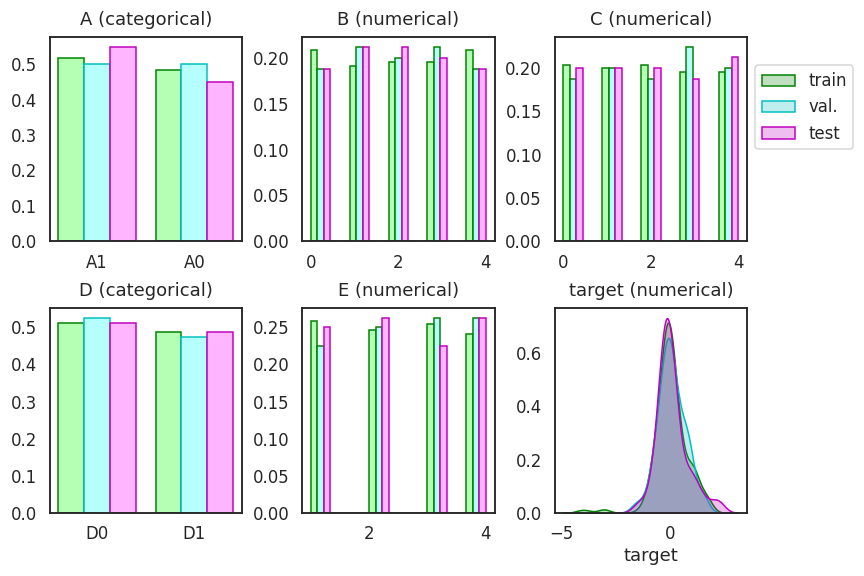 A (categorical)
0.5
0.4
0.3
0.2
0.1
0.0
A1 A0
B (numerical)
0.20
0.15
0.10
0.05
0.00
0 2 4
C (numerical)
0.20
0.15
0.10
0.05
0.00
0 2 4
train
val.
test
D (categorical)
0.5
0.4
0.3
0.2
0.1
0.0
D0 D1
E (numerical)
0.25
0.20
0.15
0.10
0.05
0.00
2 4
target (numerical)
0.6
0.4
0.2
0.0
−5 0
target